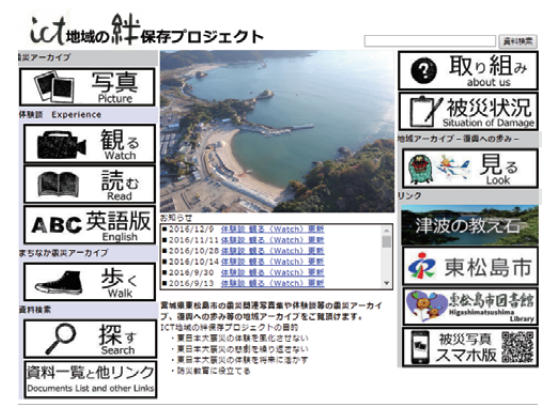 ict地域の絆保存プロジェクト
資料検索
震災アーカイブ
写真
Picture
体験談 Experience
観る
Watch
読む
Read
ABC 英語版
English
まちなか震災アーカイブ
歩く
Walk
資料検索
探す
Search
資料一覧と他リンク
Documents List and other Links
お知らせ
■2016/12/9 体験談 観る（Watch）更新
■2016/11/11 体験談 観る（Watch）更新
■2016/10/28 体験談 観る（Watch）更新
■2016/10/14 体験談 観る（Watch）更新
■2016/9/30 体験談 観る（Watch）更新
■2016/9/13 体験談 観る（Watch）更新
宮城県東松島市の震災関連写真集や体験談等の震災アーカイ
ブ、復興への歩み等の地域アーカイブをご覧頂けます。
ICT地域の絆保存プロジェクトの目的
・東日本大震災の体験を風化させない
・東日本大震災の悲劇を繰り返さない
・東日本大震災の体験を将来に活かす
・防災教育に役立てる
取り組み
about us
被災状況
Situation of Damage
地域アーカイブ－復興への歩み－
見る
Look
リンク
津波の教え石
東松島市
東松島市図書館
Higashimatsushima
Library
被災写真
スマホ版